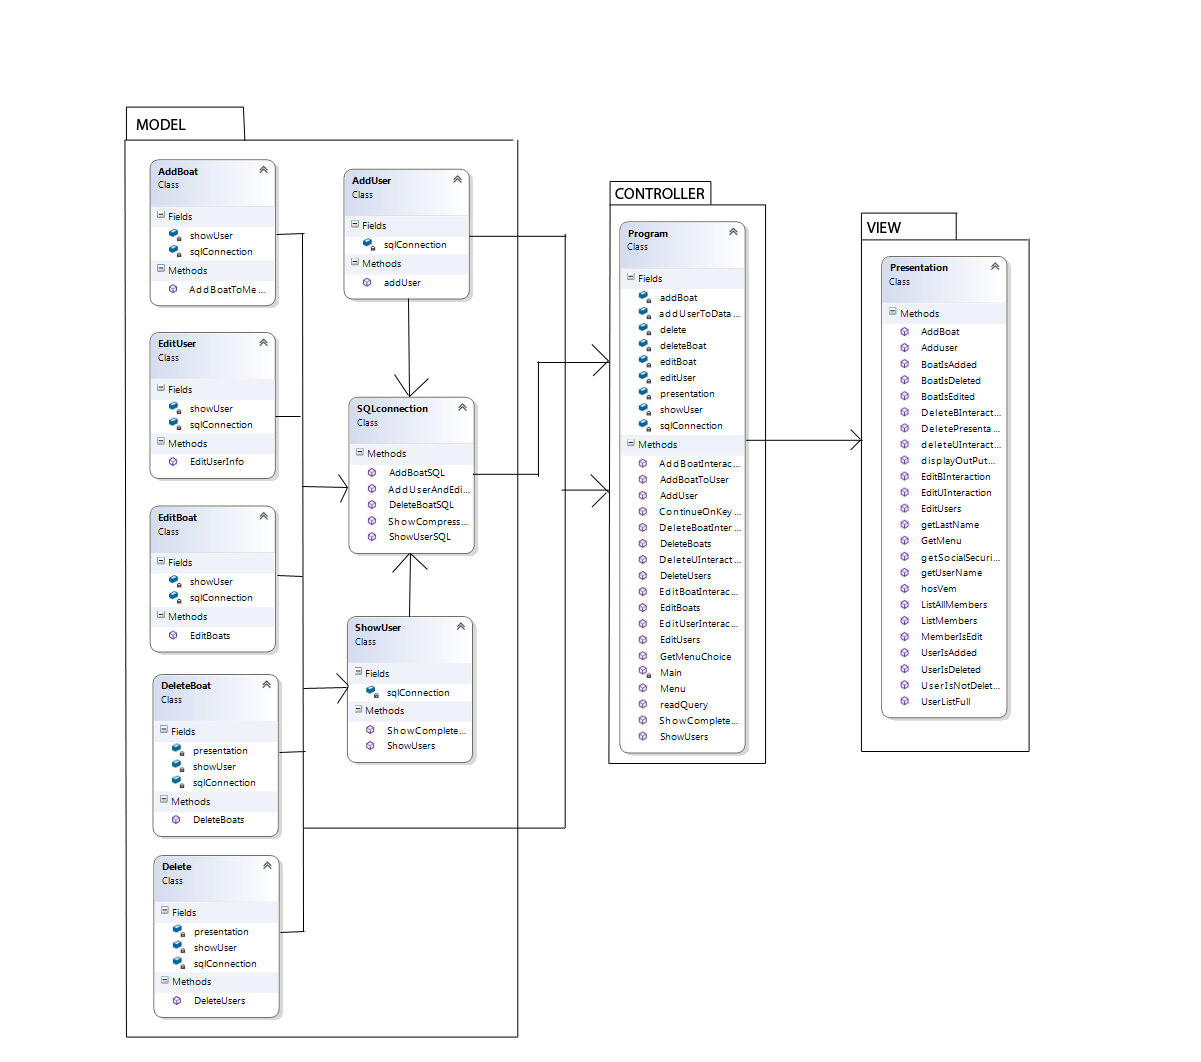 MODEL
AddBoat
Class
Fields
showUser
sqlConnection
Methods
AddBoatToMe...
EditUser
Class
Fields
showUser
sqlConnection
Methods
EditUserInfo
EditBoat
Class
Fields
showUser
sqlConnection
Methods
EditBoats
DeleteBoat
Class
Fields
presentation
showUser
sqlConnection
Methods
DeleteBoats
Delete
Class
Fields
presentation
showUser
sqlConnection
Methods
DeleteUsers
AddUser
Class
Fields
sqlConnection
Methods
addUser
SQLconnection
Class
Methods
AddBoatSQL
AddUserAndEdi...
DeleteBoatSQL
ShowCompress...
ShowUserSQL
ShowUser
Class
Fields
sqlConnection
Methods
ShowComplete...
ShowUsers
CONTROLLER
Program
Class
Fields
addBoat
addUserToData...
delete
deleteBoat
editBoat
editUser
presentation
showUser
sqlConnection
Methods
AddBoatInterac...
AddBoatToUser
AddUser
ContinueOnKey...
DeleteBoatInter...
DeleteBoats
DeleteUInteract...
DeleteUsers
EditBoatInterac...
EditBoats
EditUserInterac...
EditUsers
GetMenuChoice
Main
Menu
readQuery
ShowComplete...
ShowUsers
VIEW
Presentation
Class
Methods
AddBoat
Adduser
BoatIsAdded
BoatIsDeleted
BoatIsEdited
DeleteBInteract...
DeletePresenta...
deleteUInteract...
displayOutPut...
EditBInteraction
EditUInteraction
EditUsers
getLastName
GetMenu
getSocialSecuri...
getUserName
hosVem
ListAllMembers
ListMembers
MemberIsEdit
UserIsAdded
UserIsDeleted
UserIsNotDelet...
UserListFull